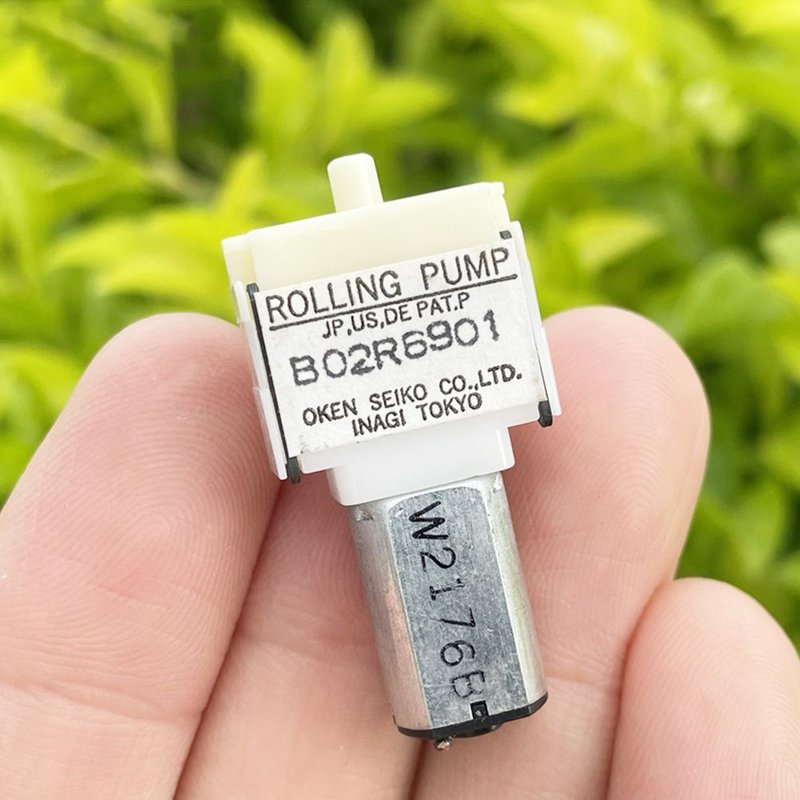 ROLLING PUMP
JP,US,DE PAT.P
B02R6901
OKEN SEIKO CO.,LTD.
INAGI TOKYO
W2176B